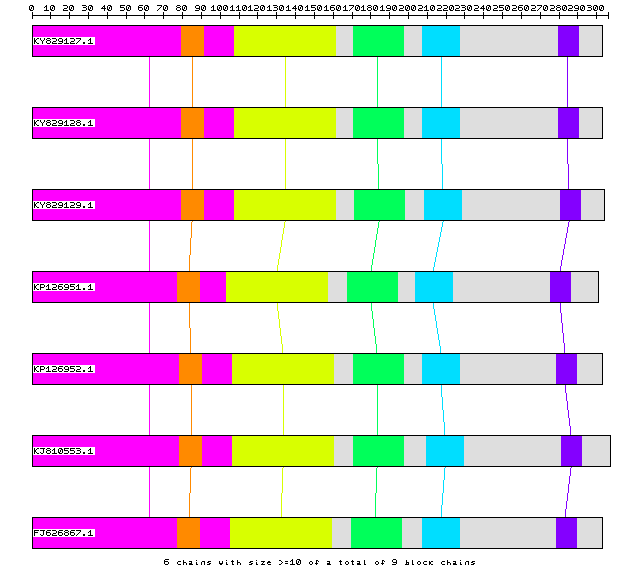 0 10 20 30 40 50 60 70 80 90 100 110 120 130 140 150 160 170 180 190 200 210 220 230 240 250 260 270 280 290 300
KY829127.1
KY829128.1
KY829129.1
KP126951.1
KP126952.1
KJ810553.1
FJ626867.1
6 chains with size >=10 of a total of 9 block chains